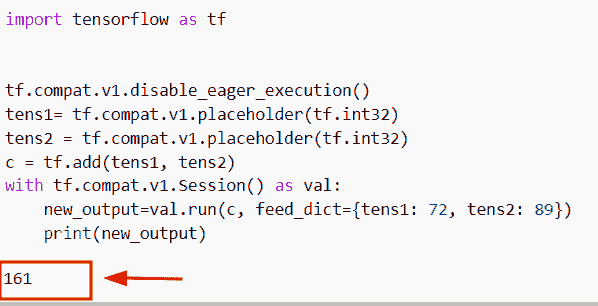 import tensorflow as tf
tf.compat.v1.disable_eager_execution()
tens1= tf.compat.v1.placeholder(tf.int32)
tens2 = tf.compat.v1.placeholder(tf.int32)
c = tf.add(tens1, tens2)
with tf.compat.v1.Session() as val:
    new_output=val.run(c, feed_dict={tens1: 72, tens2: 89})
    print(new_output)
161